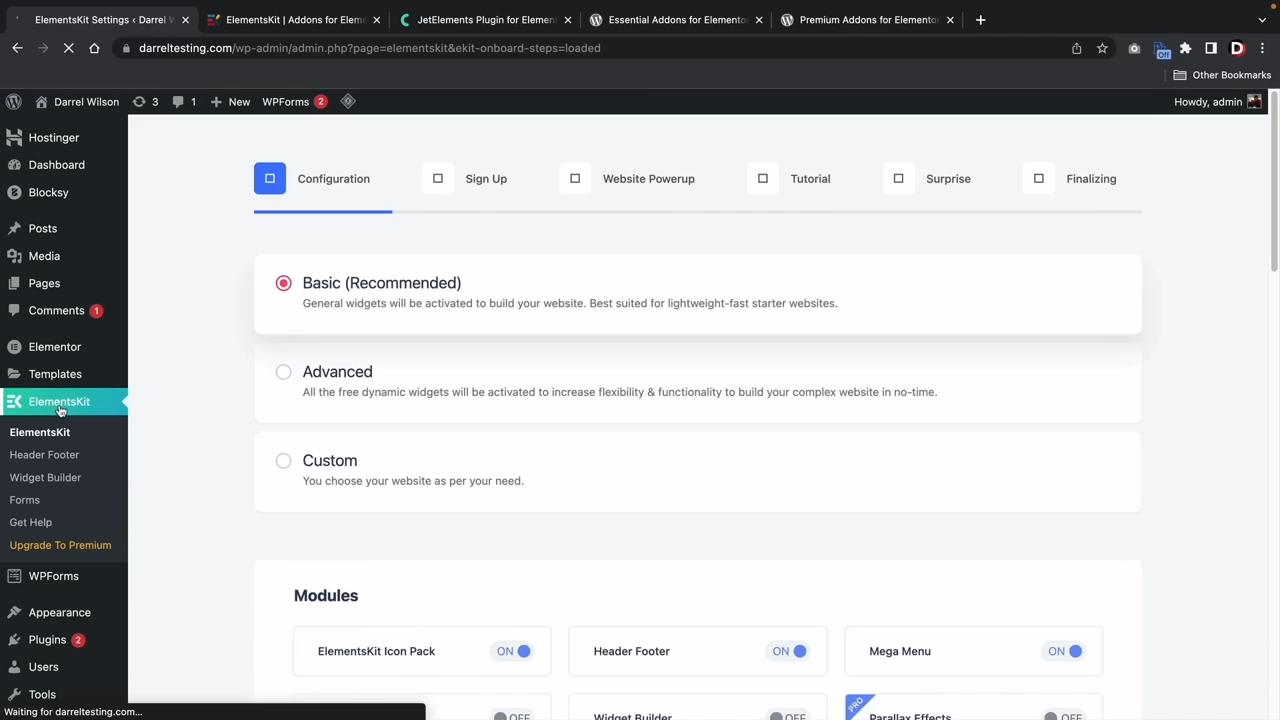 ElementsKit Settings ‹ Darrel W
ElementsKit | Addons for Elem
JetElements Plugin for Elemen
Essential Addons for Elemento
Premium Addons for Elementor
darreltesting.com/wp-admin/admin.php?page=elementskit&ekit-onboard-steps=loaded
Off
D
Other Bookmarks
Darrel Wilson
3
1
New
WPForms 2
Howdy, admin
Hostinger
Dashboard
Blocksy
Posts
Media
Pages
Comments 1
Elementor
Templates
ElementsKit
ElementsKit
Header Footer
Widget Builder
Forms
Get Help
Upgrade To Premium
WPForms
Appearance
Plugins 2
Users
Tools
Waiting for darreltesting.com...
Configuration
Sign Up
Website Powerup
Tutorial
Surprise
Finalizing
Basic (Recommended)
General widgets will be activated to build your website. Best suited for lightweight-fast starter websites.
Advanced
All the free dynamic widgets will be activated to increase flexibility & functionality to build your complex website in no-time.
Custom
You choose your website as per your need.
Modules
ElementsKit Icon Pack ON
Header Footer ON
Mega Menu ON
OFF
Widget Builder OFF
PRO
Parallax Effects OFF